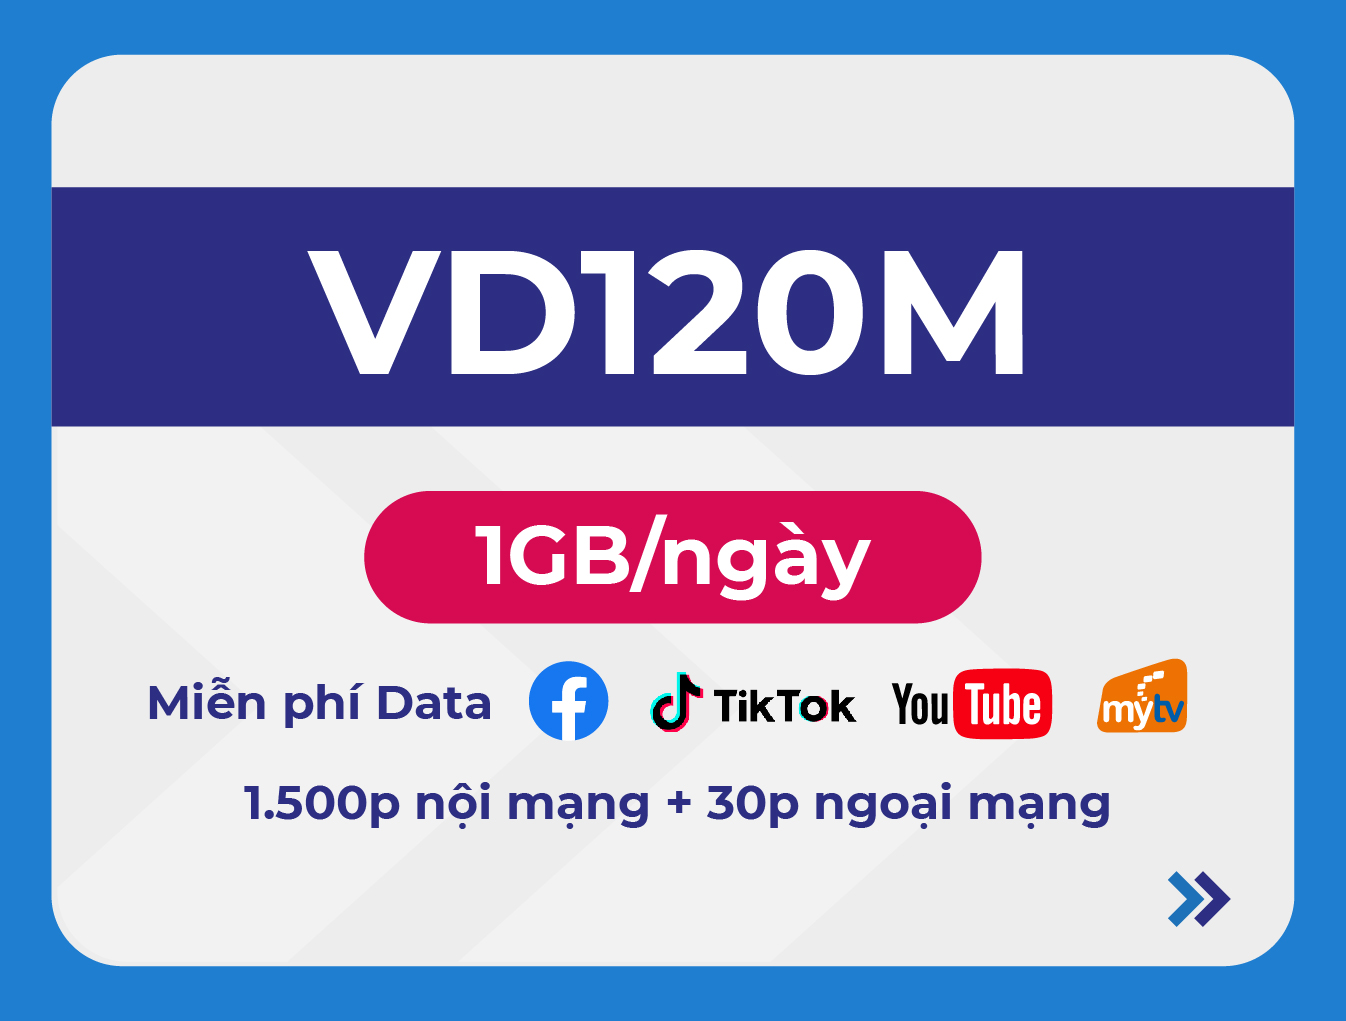 VD120M
1GB/ngày
Miễn phí Data TikTok YouTube mytv
1.500p nội mạng + 30p ngoại mạng